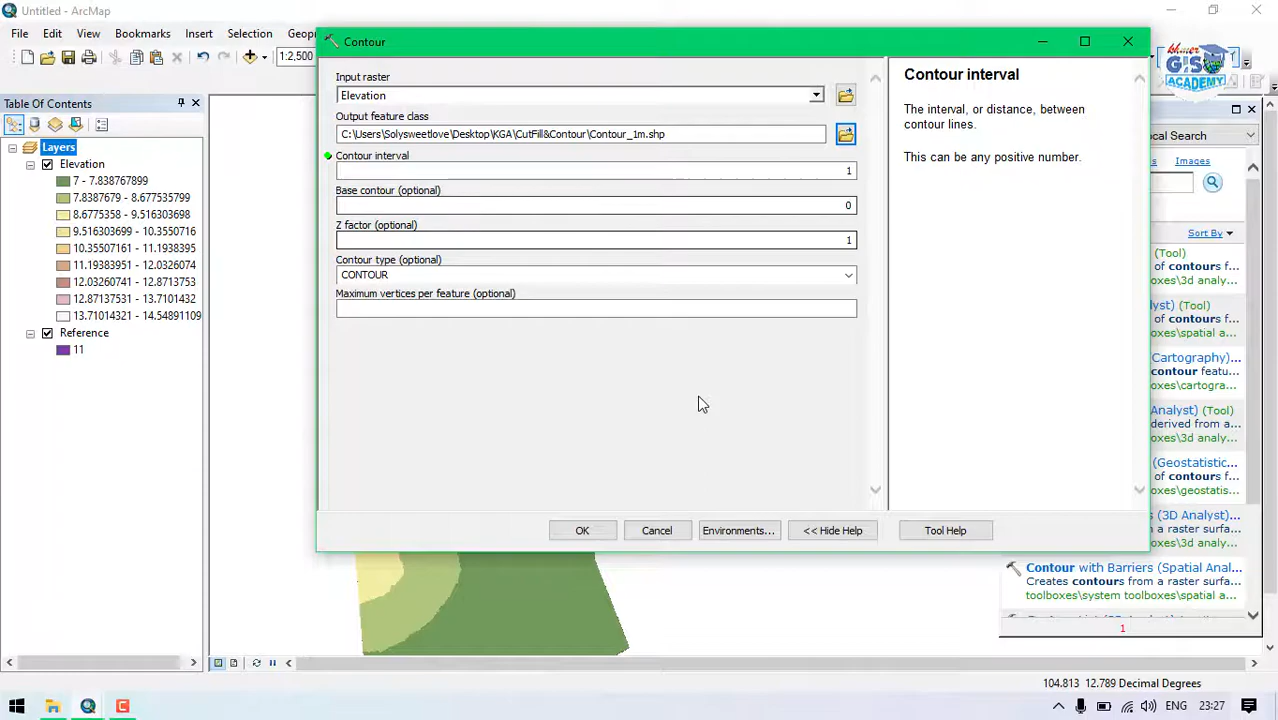 Untitled - ArcMap
File Edit View Bookmarks Insert Selection Geop
1:2,500
Contour
Input raster
Elevation
Output feature class
C:\Users\Solysweetlove\Desktop\KGA\CutFill&Contour\Contour_1m.shp
Contour interval
1
Base contour (optional)
0
Z factor (optional)
1
Contour type (optional)
CONTOUR
Maximum vertices per feature (optional)
OK Cancel Environments... << Hide Help Tool Help
Contour interval
The interval, or distance, between
contour lines.
This can be any positive number.
Table Of Contents
Layers
Elevation
7 - 7.838767899
7.8387679 - 8.677535799
8.6775358 - 9.516303698
9.516303699 - 10.3550716
10.35507161 - 11.1938395
11.19383951 - 12.0326074
12.03260741 - 12.8713753
12.87137531 - 13.7101432
13.71014321 - 14.54891109
Reference
11
khmer
GIS
ACADEMY
ocal Search
s Images
Sort By
(Tool)
of contours f...
oxes\3d analy...
yst) (Tool)
of contours f...
oxes\spatial a...
Cartography)...
contour featu...
oxes\cartogra...
Analyst) (Tool)
derived from a
oxes\3d analy...
(Geostatistic...
of contours f...
oxes\geostatis...
s (3D Analyst)
from a raster surfa...
oxes\3d analy...
Contour with Barriers (Spatial Anal...
Creates contours from a raster surfa...
toolboxes\system toolboxes\spatial a...
1
104.813 12.789 Decimal Degrees
ENG 23:27